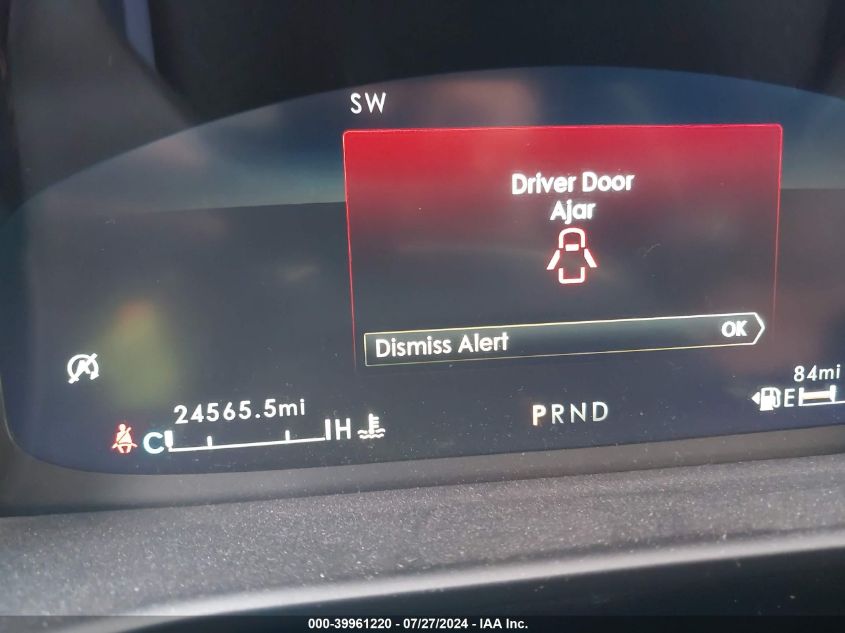 SW
Driver Door
Ajar
Dismiss Alert OK
84mi
24565.5mi
C H
PRND
E
000-39961220 - 07/27/2024 - IAA Inc.